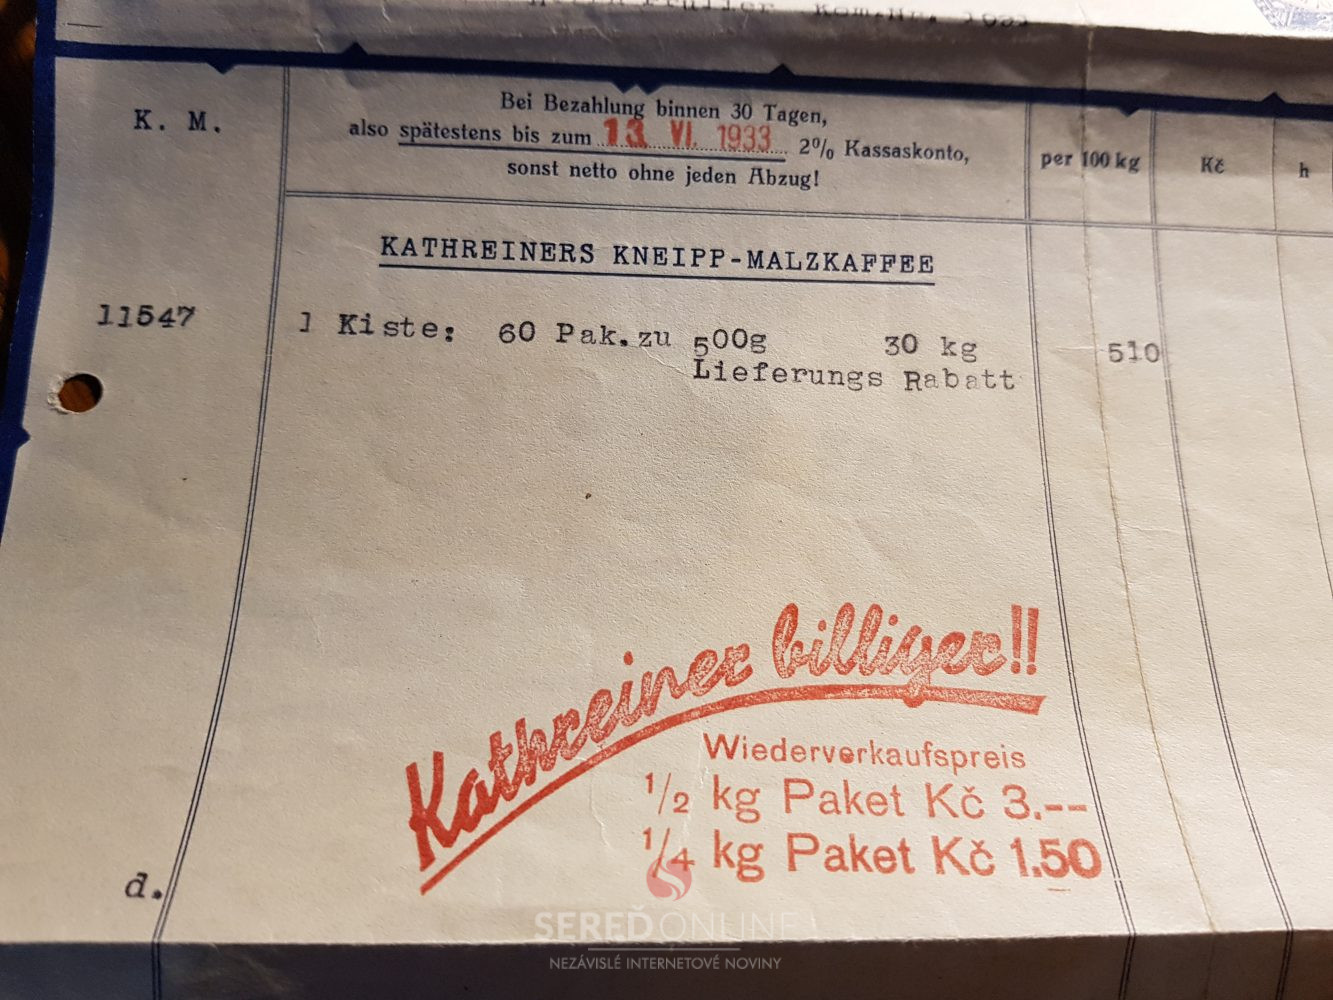 Kom.Nr.
K. M.
Bei Bezahlung binnen 30 Tagen,
also spätestens bis zum 13. VI. 1933 2% Kassaskonto,
sonst netto ohne jeden Abzug!
per 100 kg
Kč
h
KATHREINERS KNEIPP-MALZKAFFEE
11547 1 Kiste: 60 Pak.zu 500g 30 kg 510
Lieferungs Rabatt
Kathreiner billiger!!
Wiederverkaufspreis
1/2 kg Paket Kč 3.--
1/4 kg Paket Kč 1.50
d.
SEREĎONLINE
NEZÁVISLÉ INTERNETOVÉ NOVINY